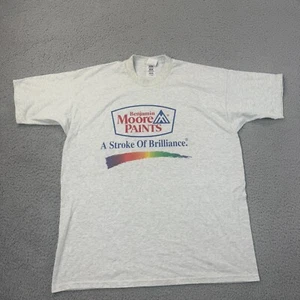 Benjamin
Moore®
PAINTS
A Stroke Of Brilliance.®